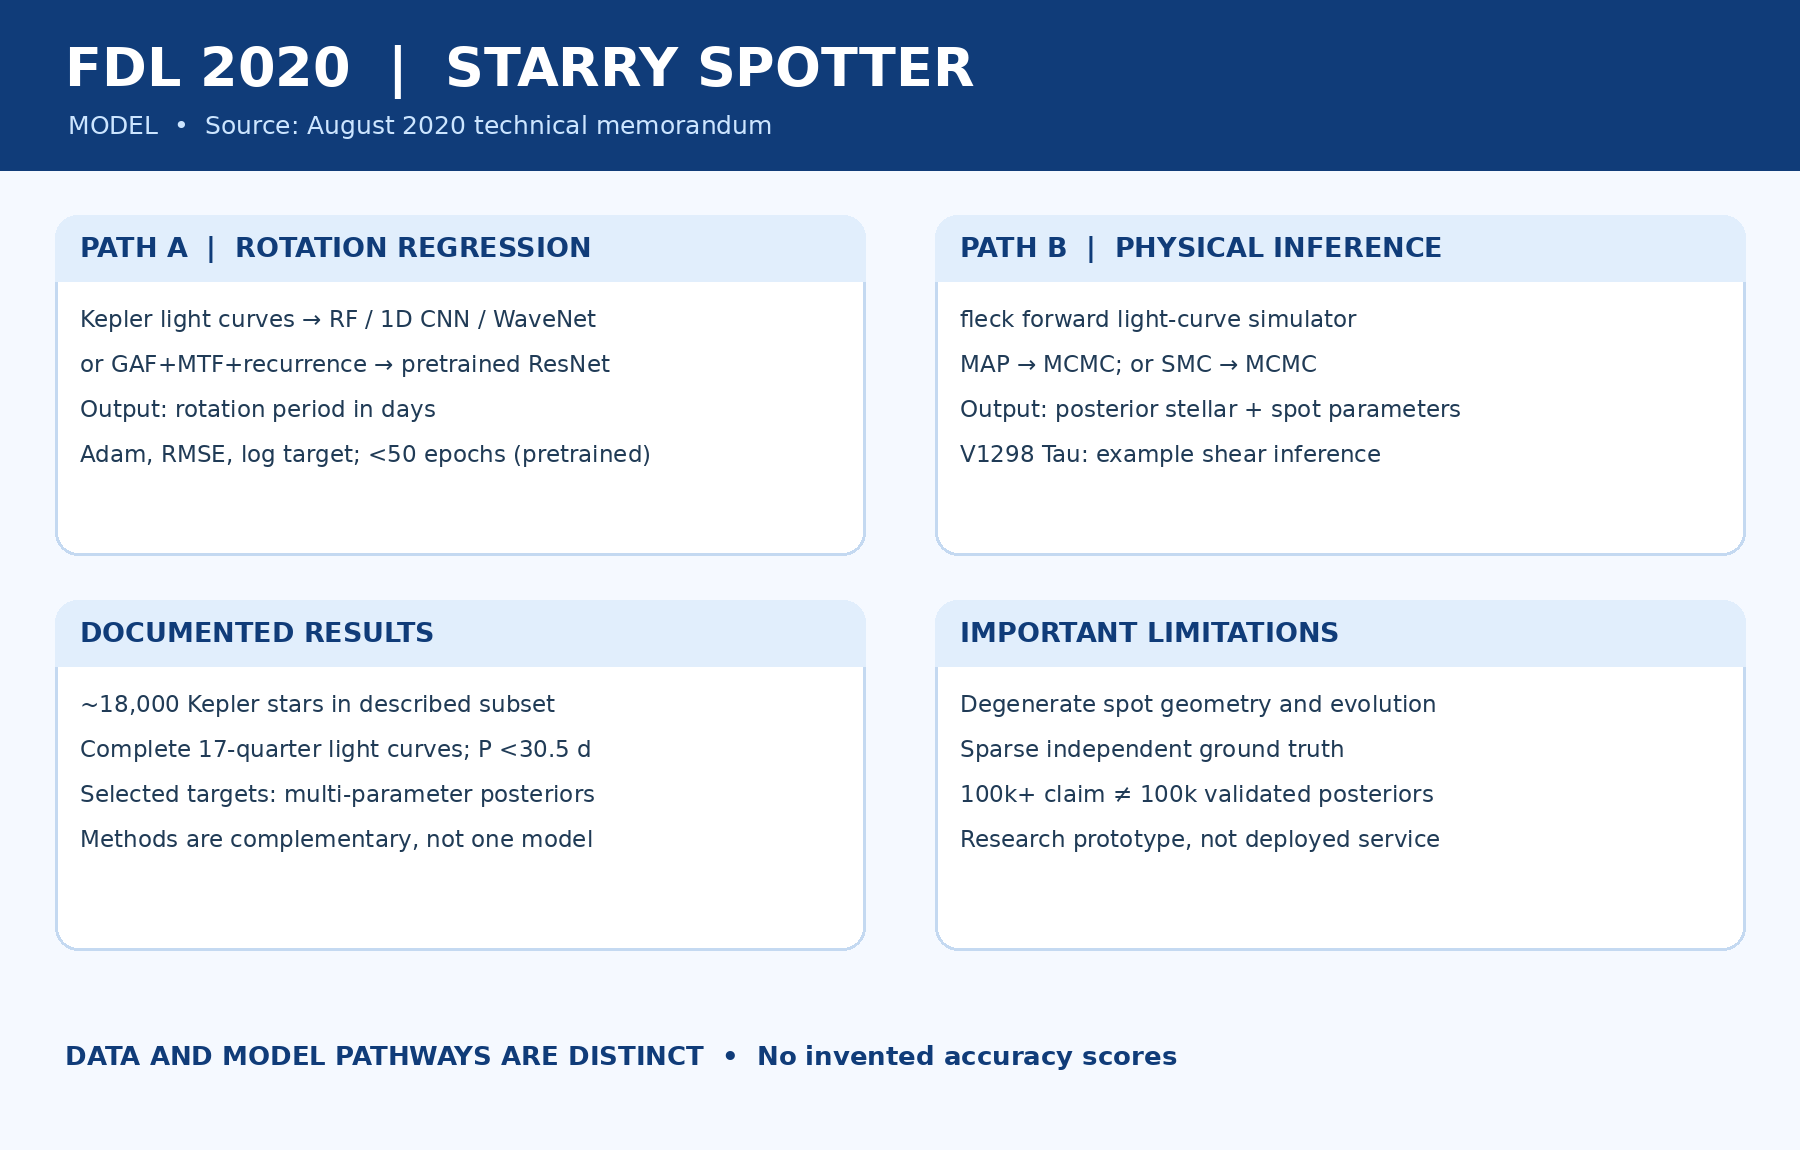 FDL 2020 | STARRY SPOTTER
MODEL • Source: August 2020 technical memorandum
PATH A | ROTATION REGRESSION
Kepler light curves → RF / 1D CNN / WaveNet
or GAF+MTF+recurrence → pretrained ResNet
Output: rotation period in days
Adam, RMSE, log target; <50 epochs (pretrained)
PATH B | PHYSICAL INFERENCE
fleck forward light-curve simulator
MAP → MCMC; or SMC → MCMC
Output: posterior stellar + spot parameters
V1298 Tau: example shear inference
DOCUMENTED RESULTS
~18,000 Kepler stars in described subset
Complete 17-quarter light curves; P <30.5 d
Selected targets: multi-parameter posteriors
Methods are complementary, not one model
IMPORTANT LIMITATIONS
Degenerate spot geometry and evolution
Sparse independent ground truth
100k+ claim ≠ 100k validated posteriors
Research prototype, not deployed service
DATA AND MODEL PATHWAYS ARE DISTINCT • No invented accuracy scores